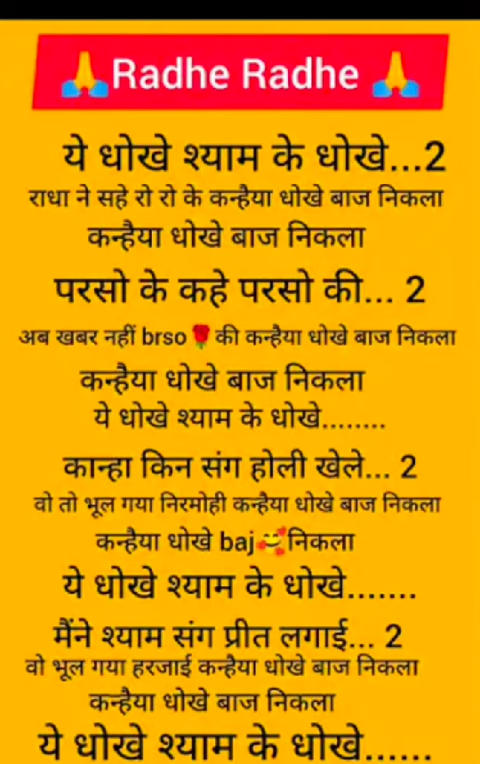 🙏Radhe Radhe 🙏
ये धोखे श्याम के धोखे...2
राधा ने सहे रो रो के कन्हैया धोखे बाज निकला
कन्हैया धोखे बाज निकला
परसो के कहे परसो की... 2
अब खबर नहीं brso🌹की कन्हैया धोखे बाज निकला
कन्हैया धोखे बाज निकला
ये धोखे श्याम के धोखे........
कान्हा किन संग होली खेले... 2
वो तो भूल गया निरमोही कन्हैया धोखे बाज निकला
कन्हैया धोखे baj🥰निकला
ये धोखे श्याम के धोखे.......
मैंने श्याम संग प्रीत लगाई... 2
वो भूल गया हरजाई कन्हैया धोखे बाज निकला
कन्हैया धोखे बाज निकला
ये धोखे श्याम के धोखे......